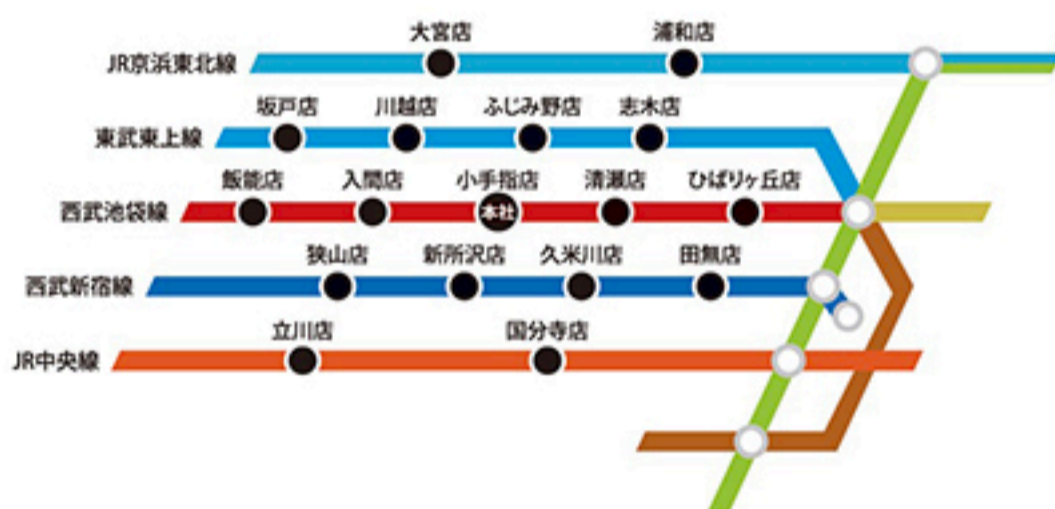 大宮店 浦和店
JR京浜東北線
坂戸店 川越店 ふじみ野店 志木店
東武東上線
飯能店 入間店 小手指店 清瀬店 ひばりヶ丘店
西武池袋線 本社
狭山店 新所沢店 久米川店 田無店
西武新宿線
立川店 国分寺店
JR中央線